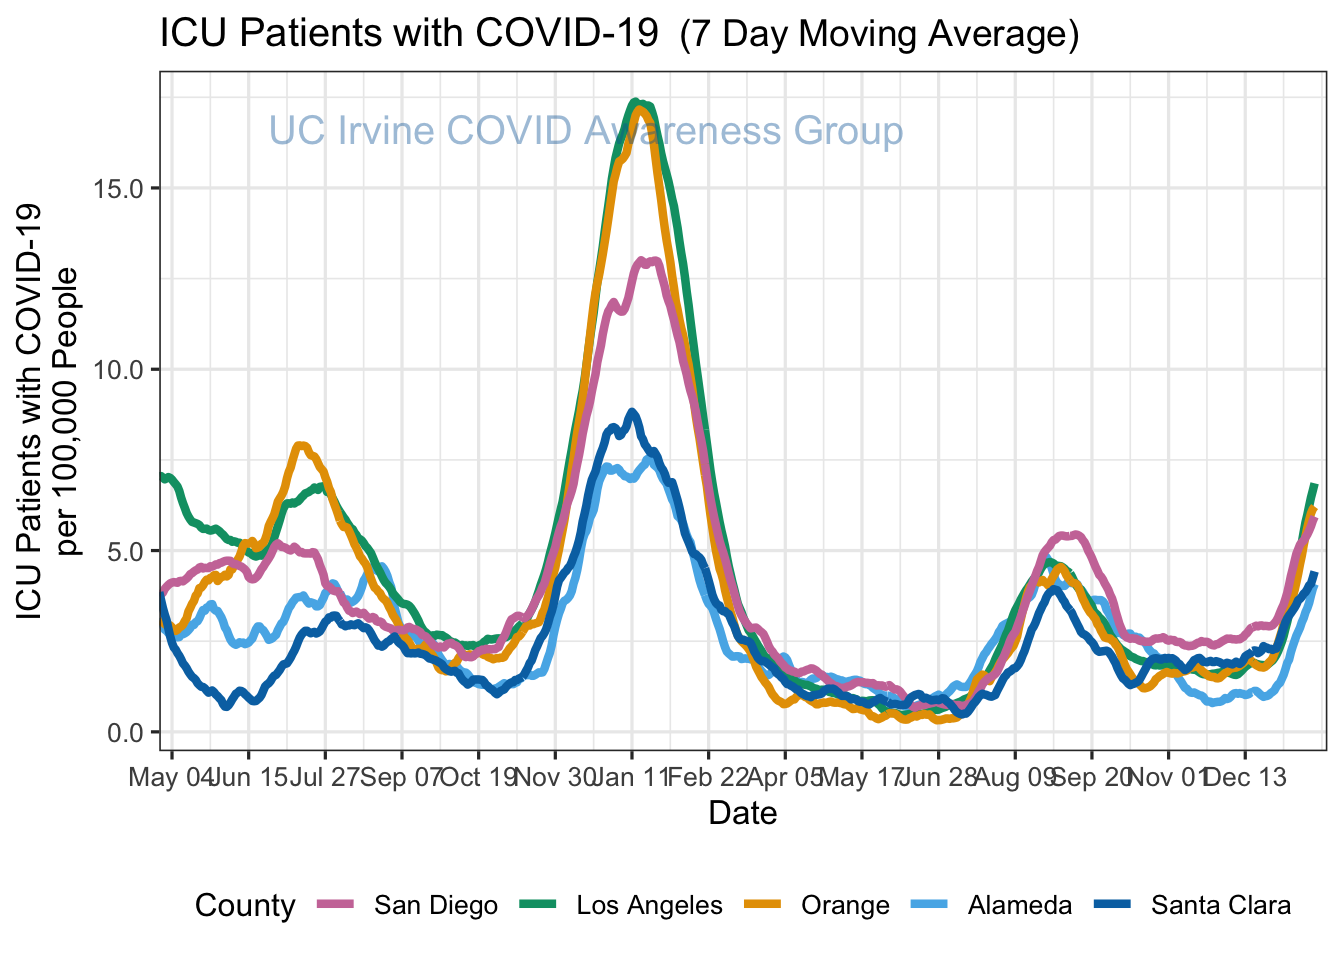 ICU Patients with COVID-19 (7 Day Moving Average)
UC Irvine COVID Awareness Group
ICU Patients with COVID-19
per 100,000 People
15.0
10.0
5.0
0.0
May 04 Jun 15 Jul 27 Sep 07 Oct 19 Nov 30 Jan 11 Feb 22 Apr 05 May 17 Jun 28 Aug 09 Sep 20 Nov 01 Dec 13
Date
County San Diego Los Angeles Orange Alameda Santa Clara